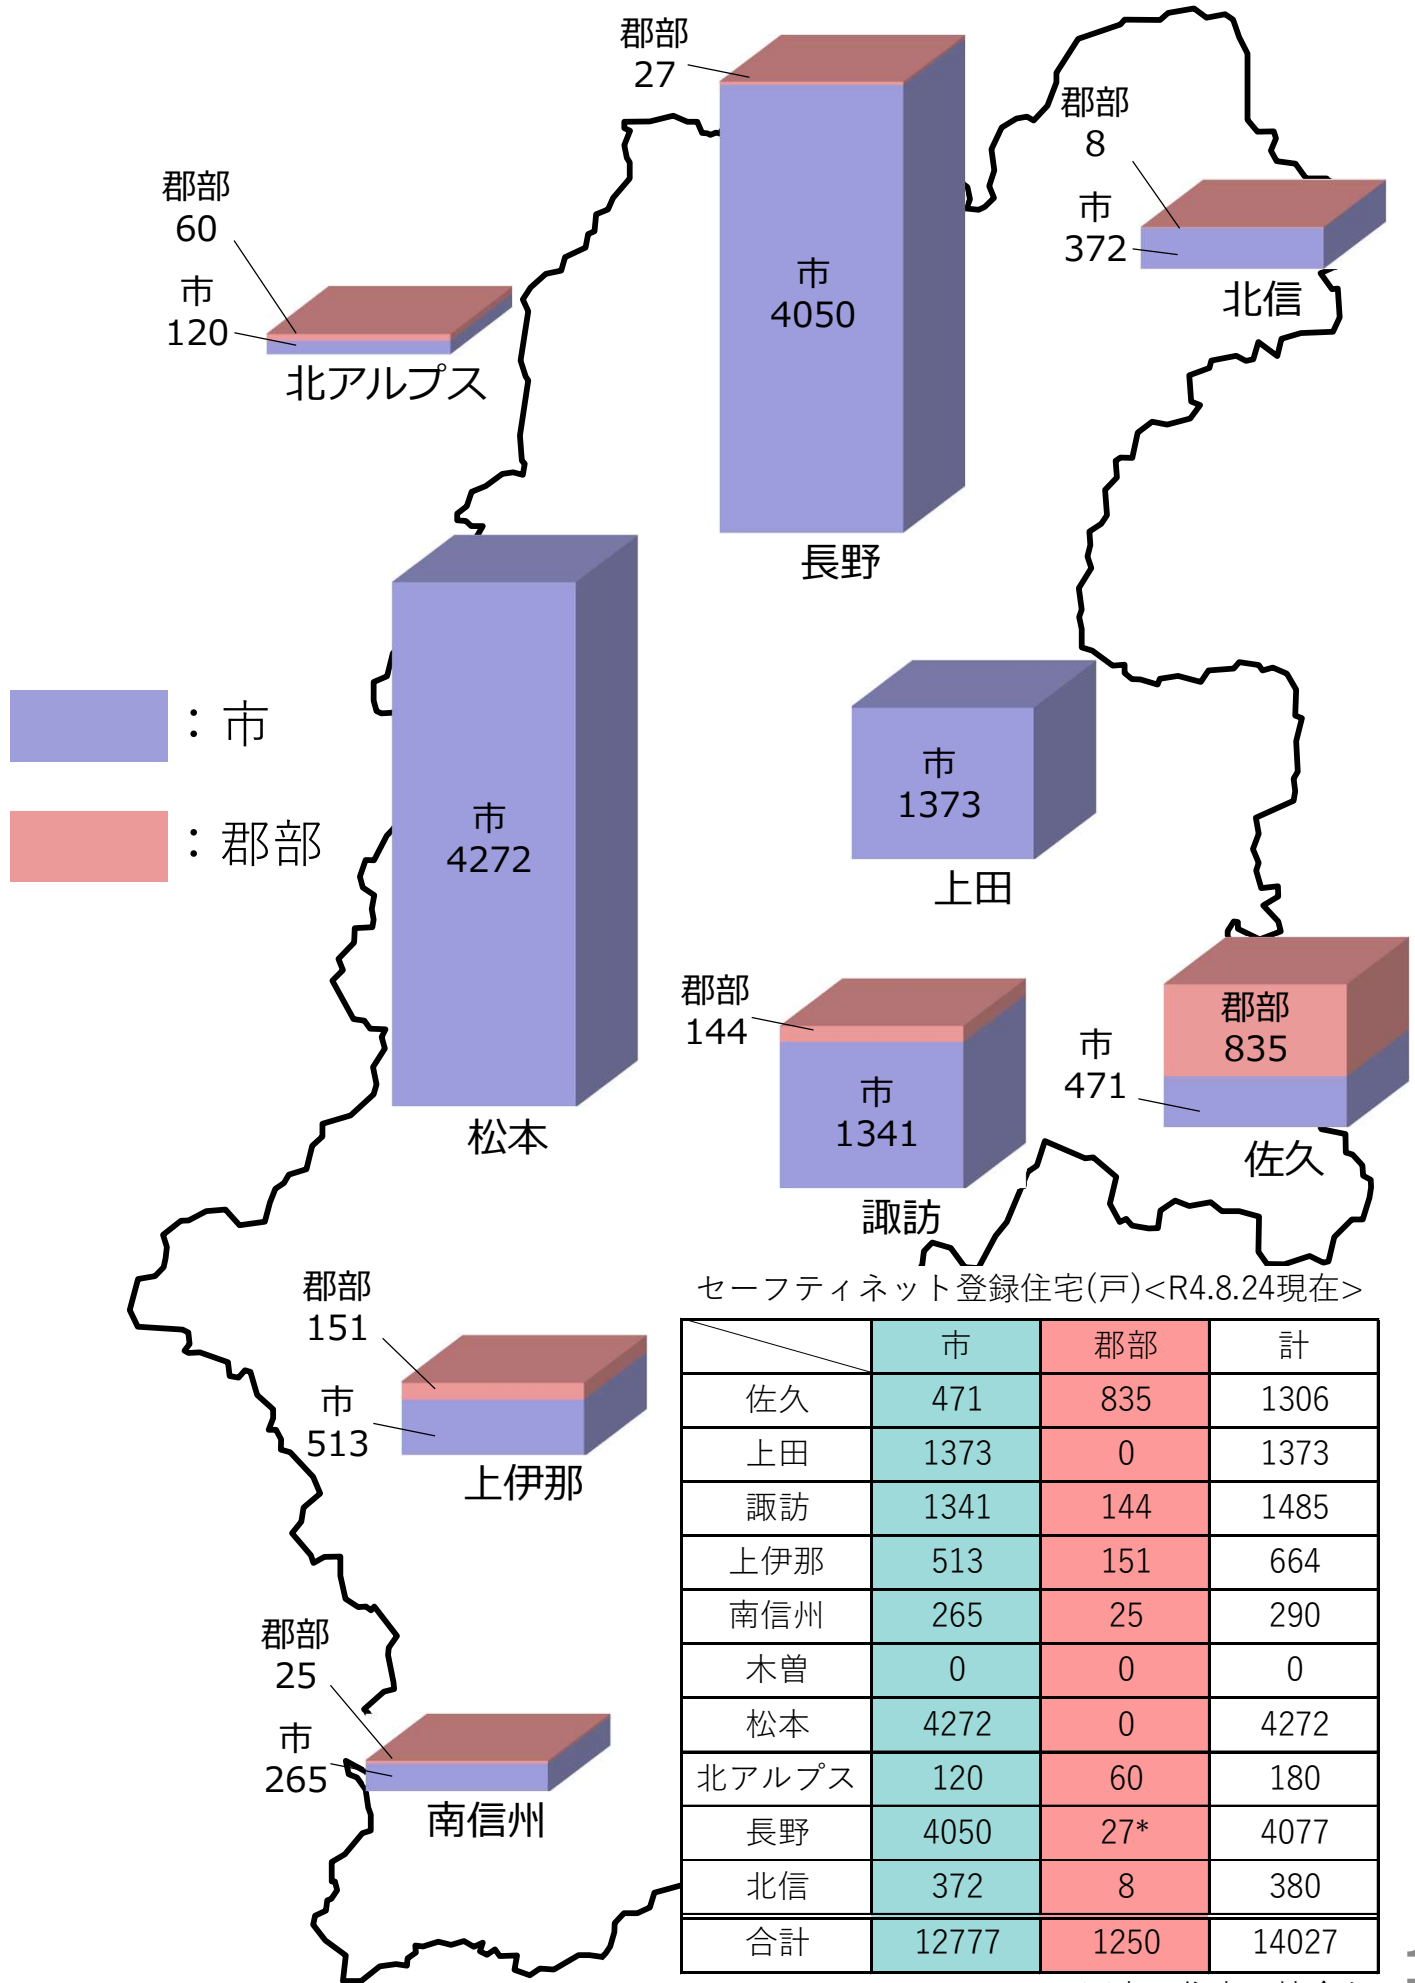 郡部
27
郡部
8
市
372
北信
郡部
60
市
120
北アルプス
市
4050
長野
：市
：郡部
市
4272
松本
市
1373
上田
郡部
144
市
1341
諏訪
郡部
835
市
471
佐久
郡部
151
市
513
上伊那
郡部
25
市
265
南信州
セーフティネット登録住宅(戸)<R4.8.24現在>
市 郡部 計
佐久 471 835 1306
上田 1373 0 1373
諏訪 1341 144 1485
上伊那 513 151 664
南信州 265 25 290
木曽 0 0 0
松本 4272 0 4272
北アルプス 120 60 180
長野 4050 27* 4077
北信 372 8 380
合計 12777 1250 14027